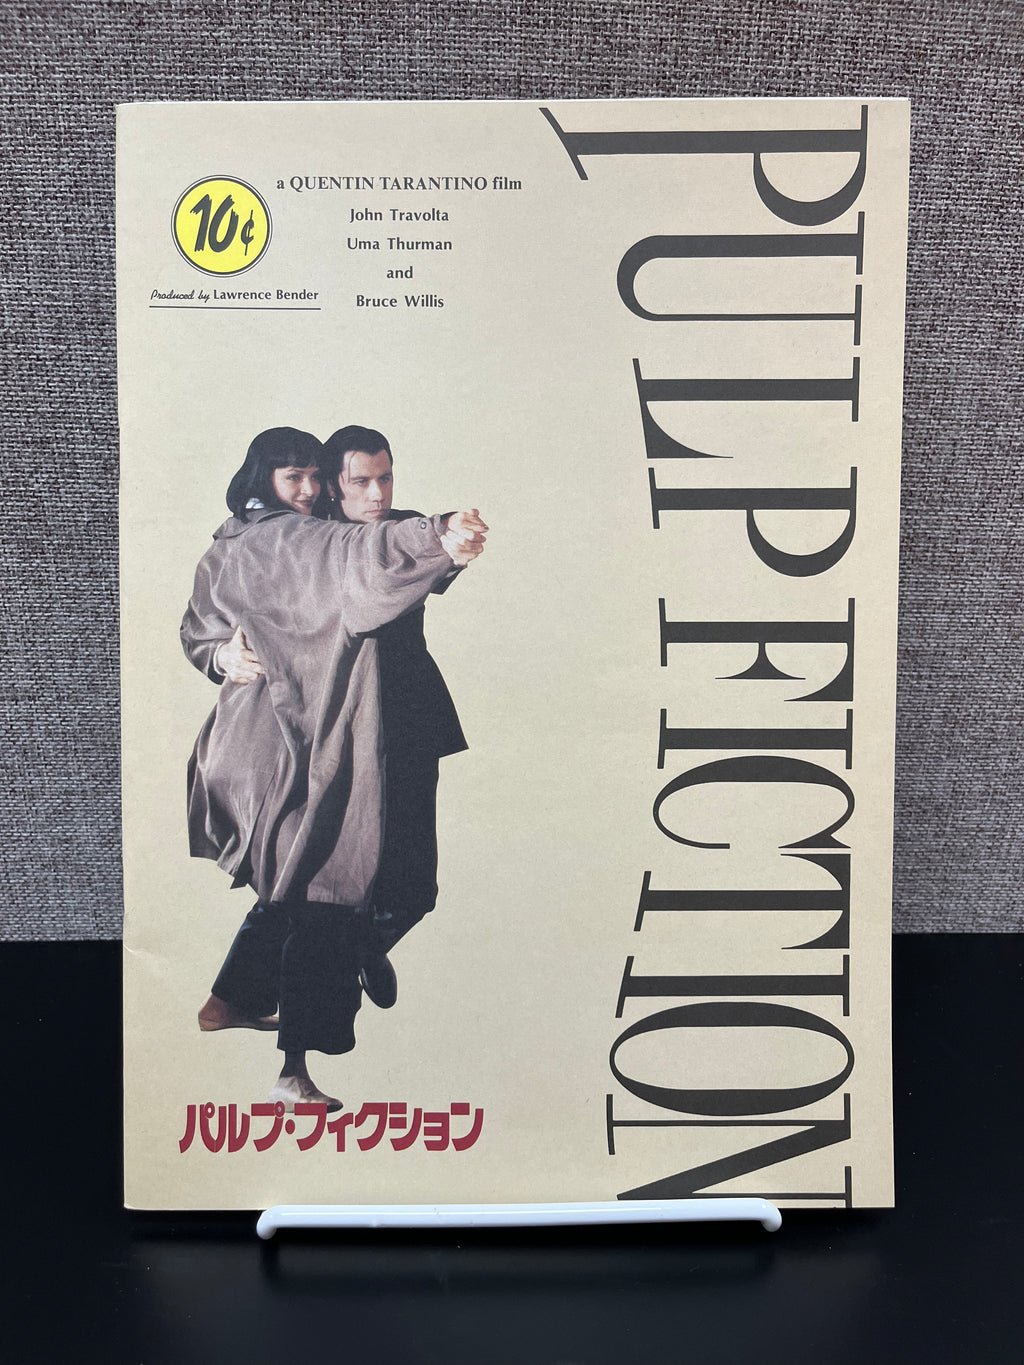 10¢
Produced by Lawrence Bender
a QUENTIN TARANTINO film
John Travolta
Uma Thurman
and
Bruce Willis
PULP FICTION
パルプ・フィクション